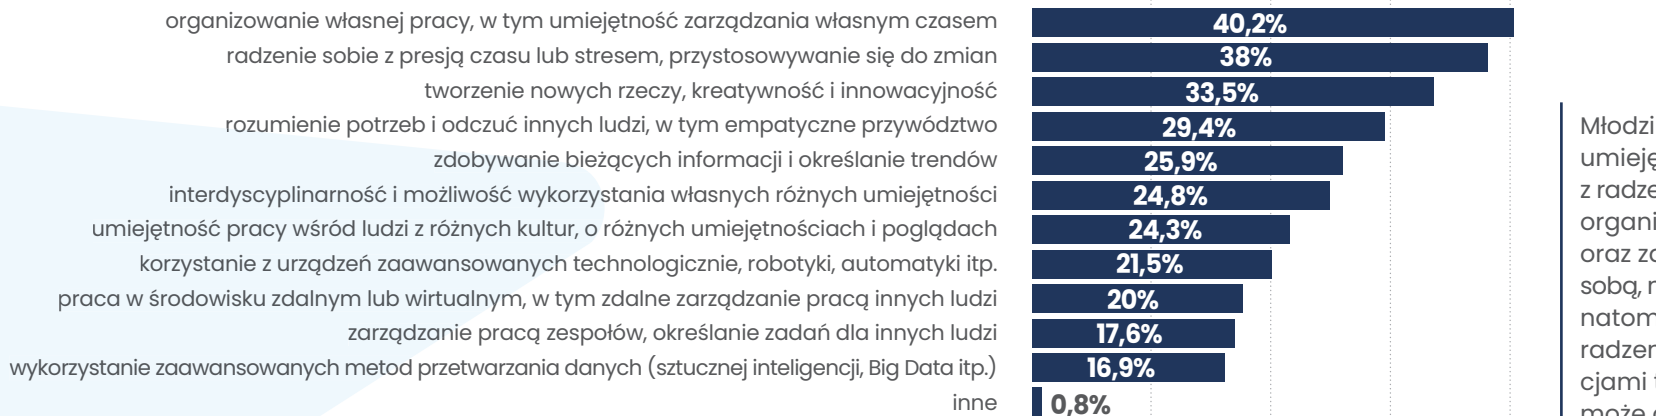 organizowanie własnej pracy, w tym umiejętność zarządzania własnym czasem 40,2%
radzenie sobie z presją czasu lub stresem, przystosowywanie się do zmian 38%
tworzenie nowych rzeczy, kreatywność i innowacyjność 33,5%
rozumienie potrzeb i odczuć innych ludzi, w tym empatyczne przywództwo 29,4%
zdobywanie bieżących informacji i określanie trendów 25,9%
interdyscyplinarność i możliwość wykorzystania własnych różnych umiejętności 24,8%
umiejętność pracy wśród ludzi z różnych kultur, o różnych umiejętnościach i poglądach 24,3%
korzystanie z urządzeń zaawansowanych technologicznie, robotyki, automatyki itp. 21,5%
praca w środowisku zdalnym lub wirtualnym, w tym zdalne zarządzanie pracą innych ludzi 20%
zarządzanie pracą zespołów, określanie zadań dla innych ludzi 17,6%
wykorzystanie zaawansowanych metod przetwarzania danych (sztucznej inteligencji, Big Data itp.) 16,9%
inne 0,8%
Młodzi
umieję
z radze
organi
oraz za
sobą, n
natom
radzen
cjami t
może